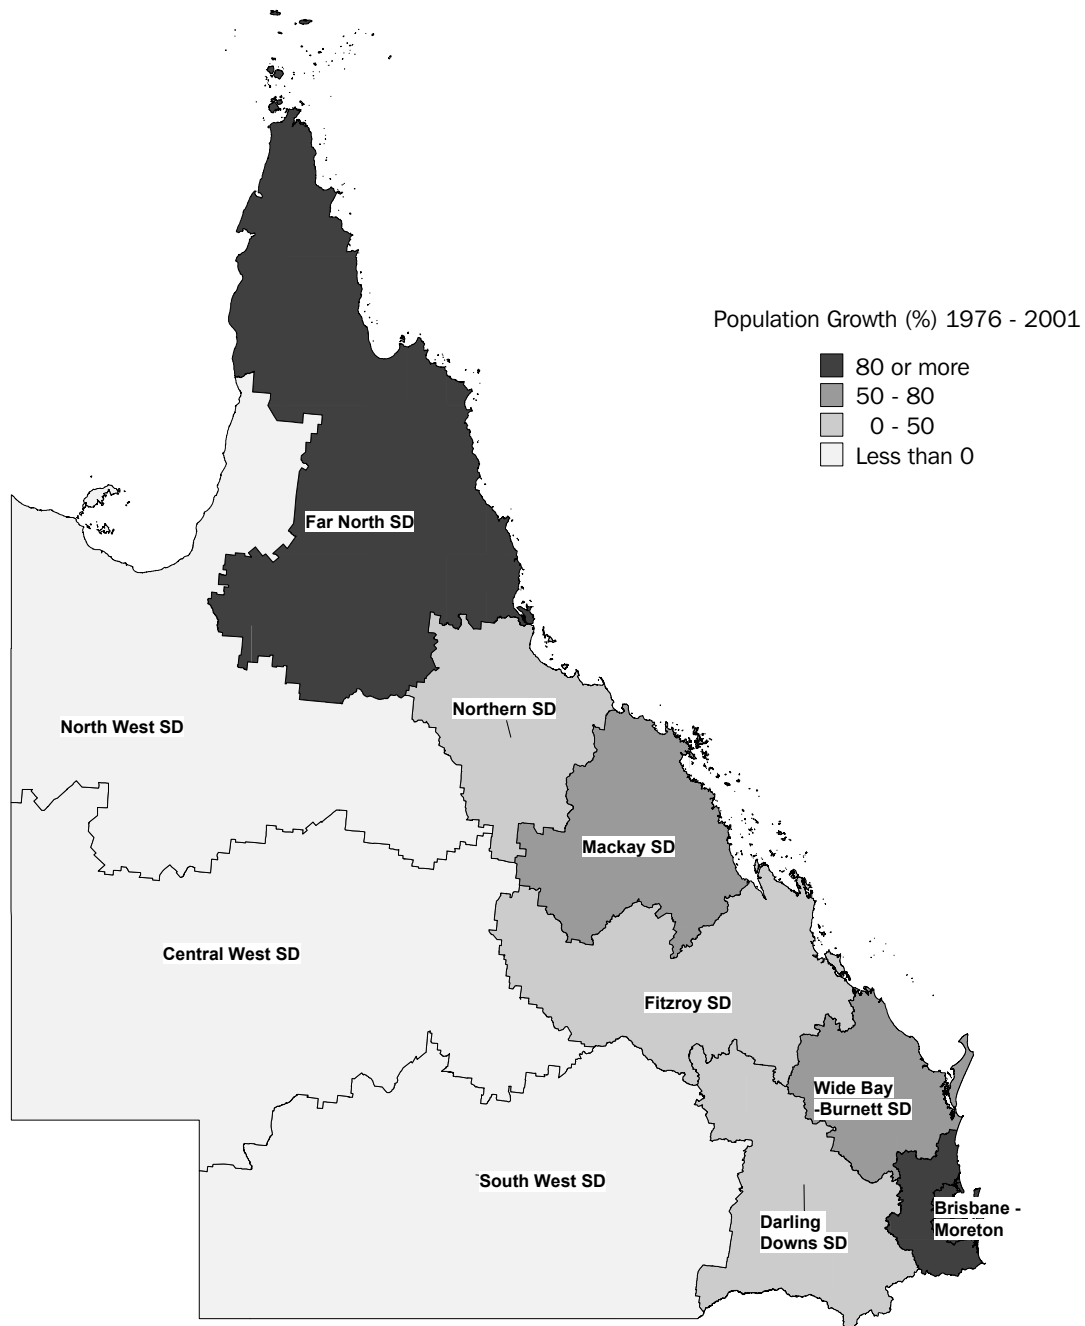 Population Growth (%) 1976 - 2001
80 or more
50 - 80
0 - 50
Less than 0
Far North SD
Northern SD
North West SD
Mackay SD
Central West SD
Fitzroy SD
Wide Bay
-Burnett SD
South West SD
Brisbane -
Moreton
Darling
Downs SD